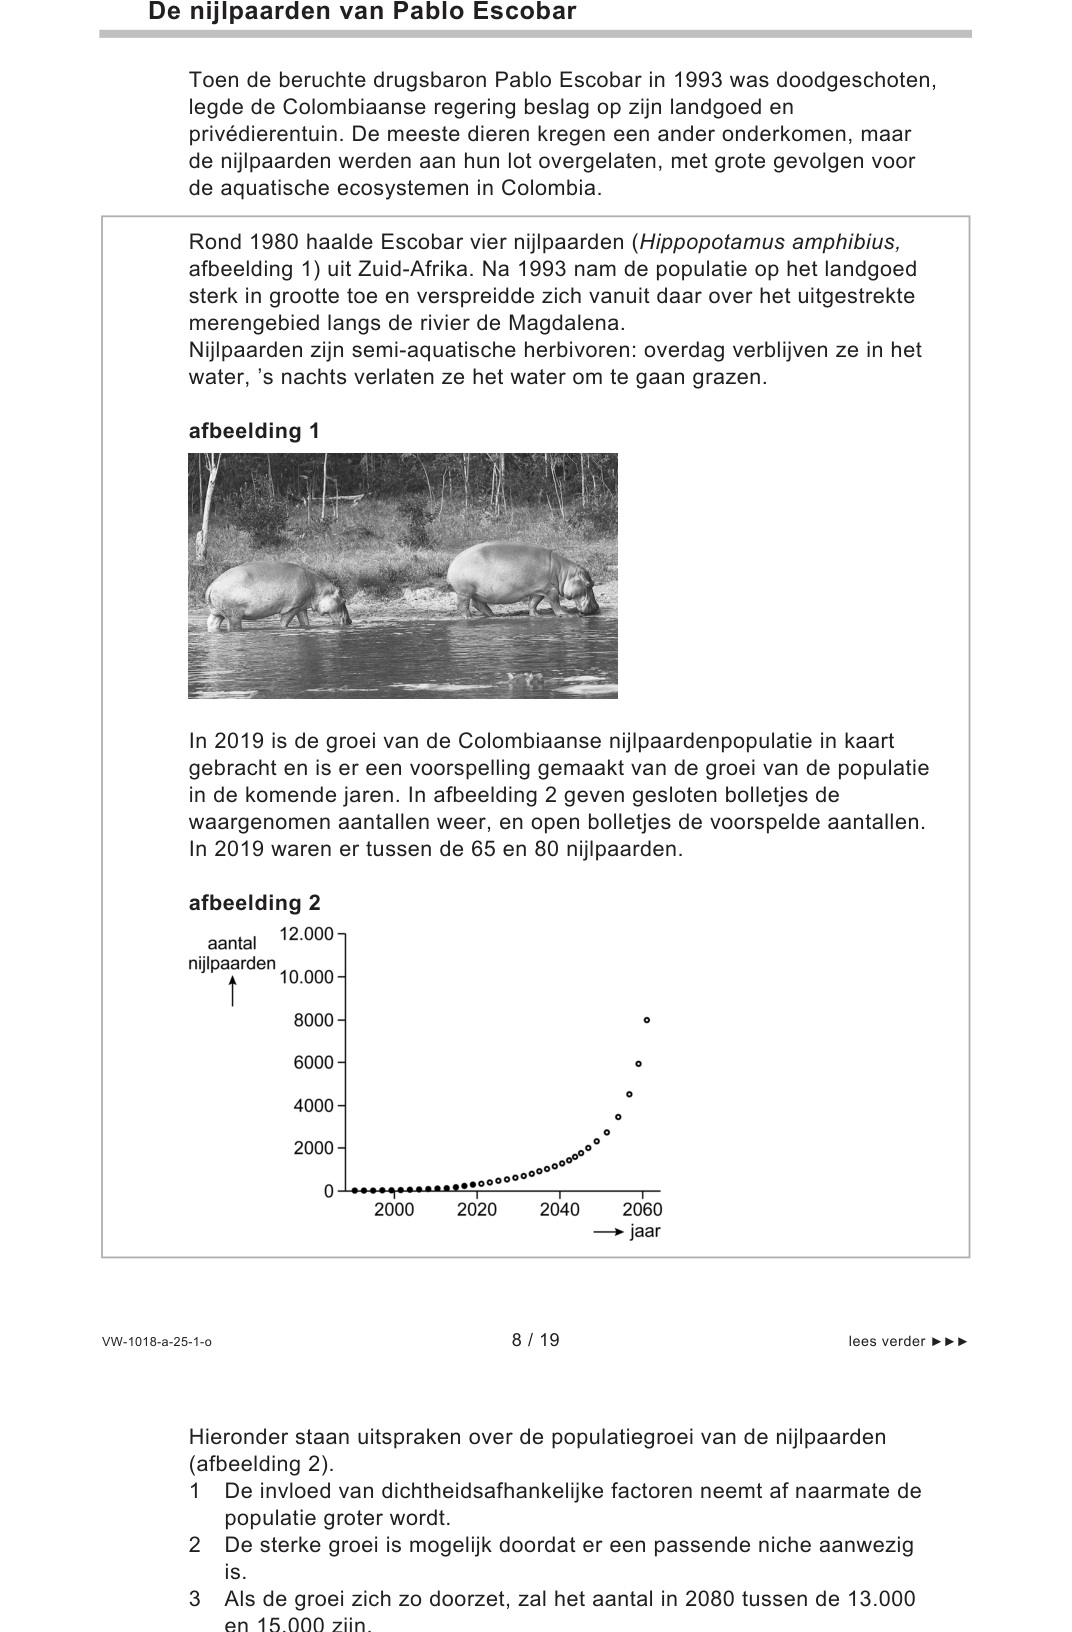 De nijlpaarden van Pablo Escobar
Toen de beruchte drugsbaron Pablo Escobar in 1993 was doodgeschoten,
legde de Colombiaanse regering beslag op zijn landgoed en
privédierentuin. De meeste dieren kregen een ander onderkomen, maar
de nijlpaarden werden aan hun lot overgelaten, met grote gevolgen voor
de aquatische ecosystemen in Colombia.
Rond 1980 haalde Escobar vier nijlpaarden (Hippopotamus amphibius,
afbeelding 1) uit Zuid-Afrika. Na 1993 nam de populatie op het landgoed
sterk in grootte toe en verspreidde zich vanuit daar over het uitgestrekte
merengebied langs de rivier de Magdalena.
Nijlpaarden zijn semi-aquatische herbivoren: overdag verblijven ze in het
water, ’s nachts verlaten ze het water om te gaan grazen.
afbeelding 1
In 2019 is de groei van de Colombiaanse nijlpaardenpopulatie in kaart
gebracht en is er een voorspelling gemaakt van de groei van de populatie
in de komende jaren. In afbeelding 2 geven gesloten bolletjes de
waargenomen aantallen weer, en open bolletjes de voorspelde aantallen.
In 2019 waren er tussen de 65 en 80 nijlpaarden.
afbeelding 2
aantal
nijlpaarden
12.000
10.000
8000
6000
4000
2000
0
2000 2020 2040 2060
jaar
VW-1018-a-25-1-o 8 / 19 lees verder ►►►
Hieronder staan uitspraken over de populatiegroei van de nijlpaarden
(afbeelding 2).
1 De invloed van dichtheidsafhankelijke factoren neemt af naarmate de
populatie groter wordt.
2 De sterke groei is mogelijk doordat er een passende niche aanwezig
is.
3 Als de groei zich zo doorzet, zal het aantal in 2080 tussen de 13.000
en 15.000 zijn.